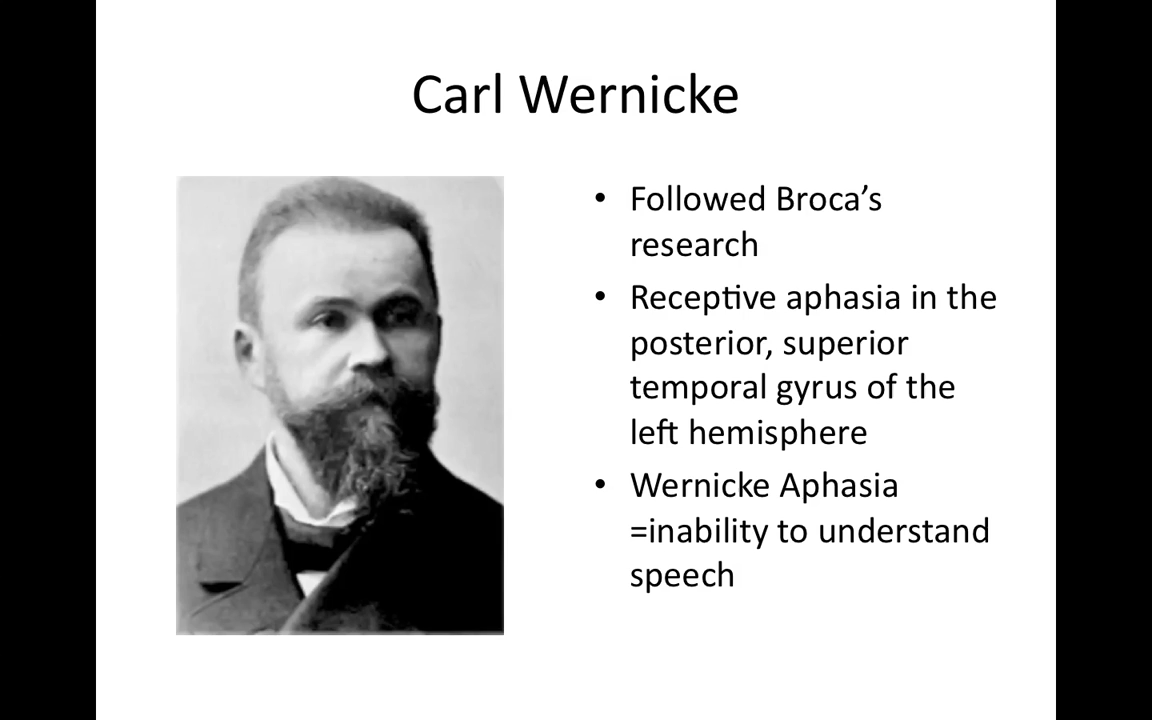 Carl Wernicke
• Followed Broca’s
research
• Receptive aphasia in the
posterior, superior
temporal gyrus of the
left hemisphere
• Wernicke Aphasia
=inability to understand
speech